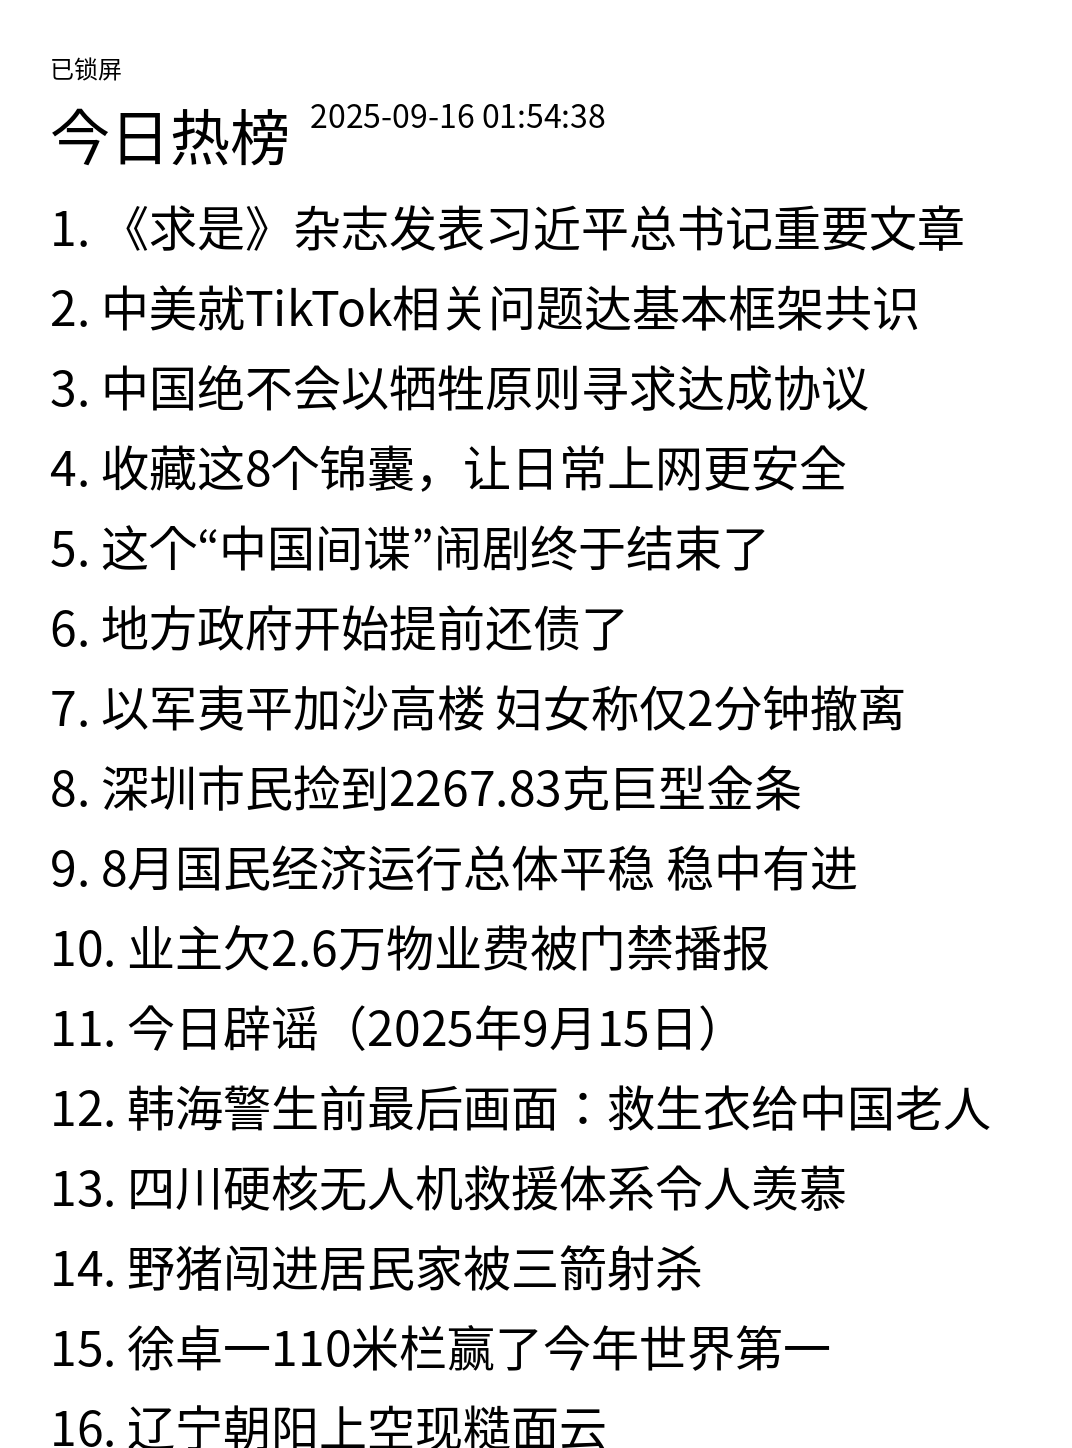 已锁屏
今日热榜 2025-09-16 01:54:38
1. 《求是》杂志发表习近平总书记重要文章
2. 中美就TikTok相关问题达基本框架共识
3. 中国绝不会以牺牲原则寻求达成协议
4. 收藏这8个锦囊，让日常上网更安全
5. 这个“中国间谍”闹剧终于结束了
6. 地方政府开始提前还债了
7. 以军夷平加沙高楼 妇女称仅2分钟撤离
8. 深圳市民捡到2267.83克巨型金条
9. 8月国民经济运行总体平稳 稳中有进
10. 业主欠2.6万物业费被门禁播报
11. 今日辟谣（2025年9月15日）
12. 韩海警生前最后画面：救生衣给中国老人
13. 四川硬核无人机救援体系令人羡慕
14. 野猪闯进居民家被三箭射杀
15. 徐卓一110米栏赢了今年世界第一
16. 辽宁朝阳上空现糙面云